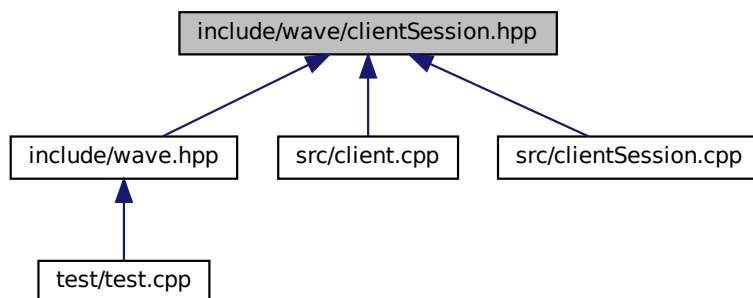 include/wave/clientSession.hpp
include/wave.hpp
src/client.cpp
src/clientSession.cpp
test/test.cpp